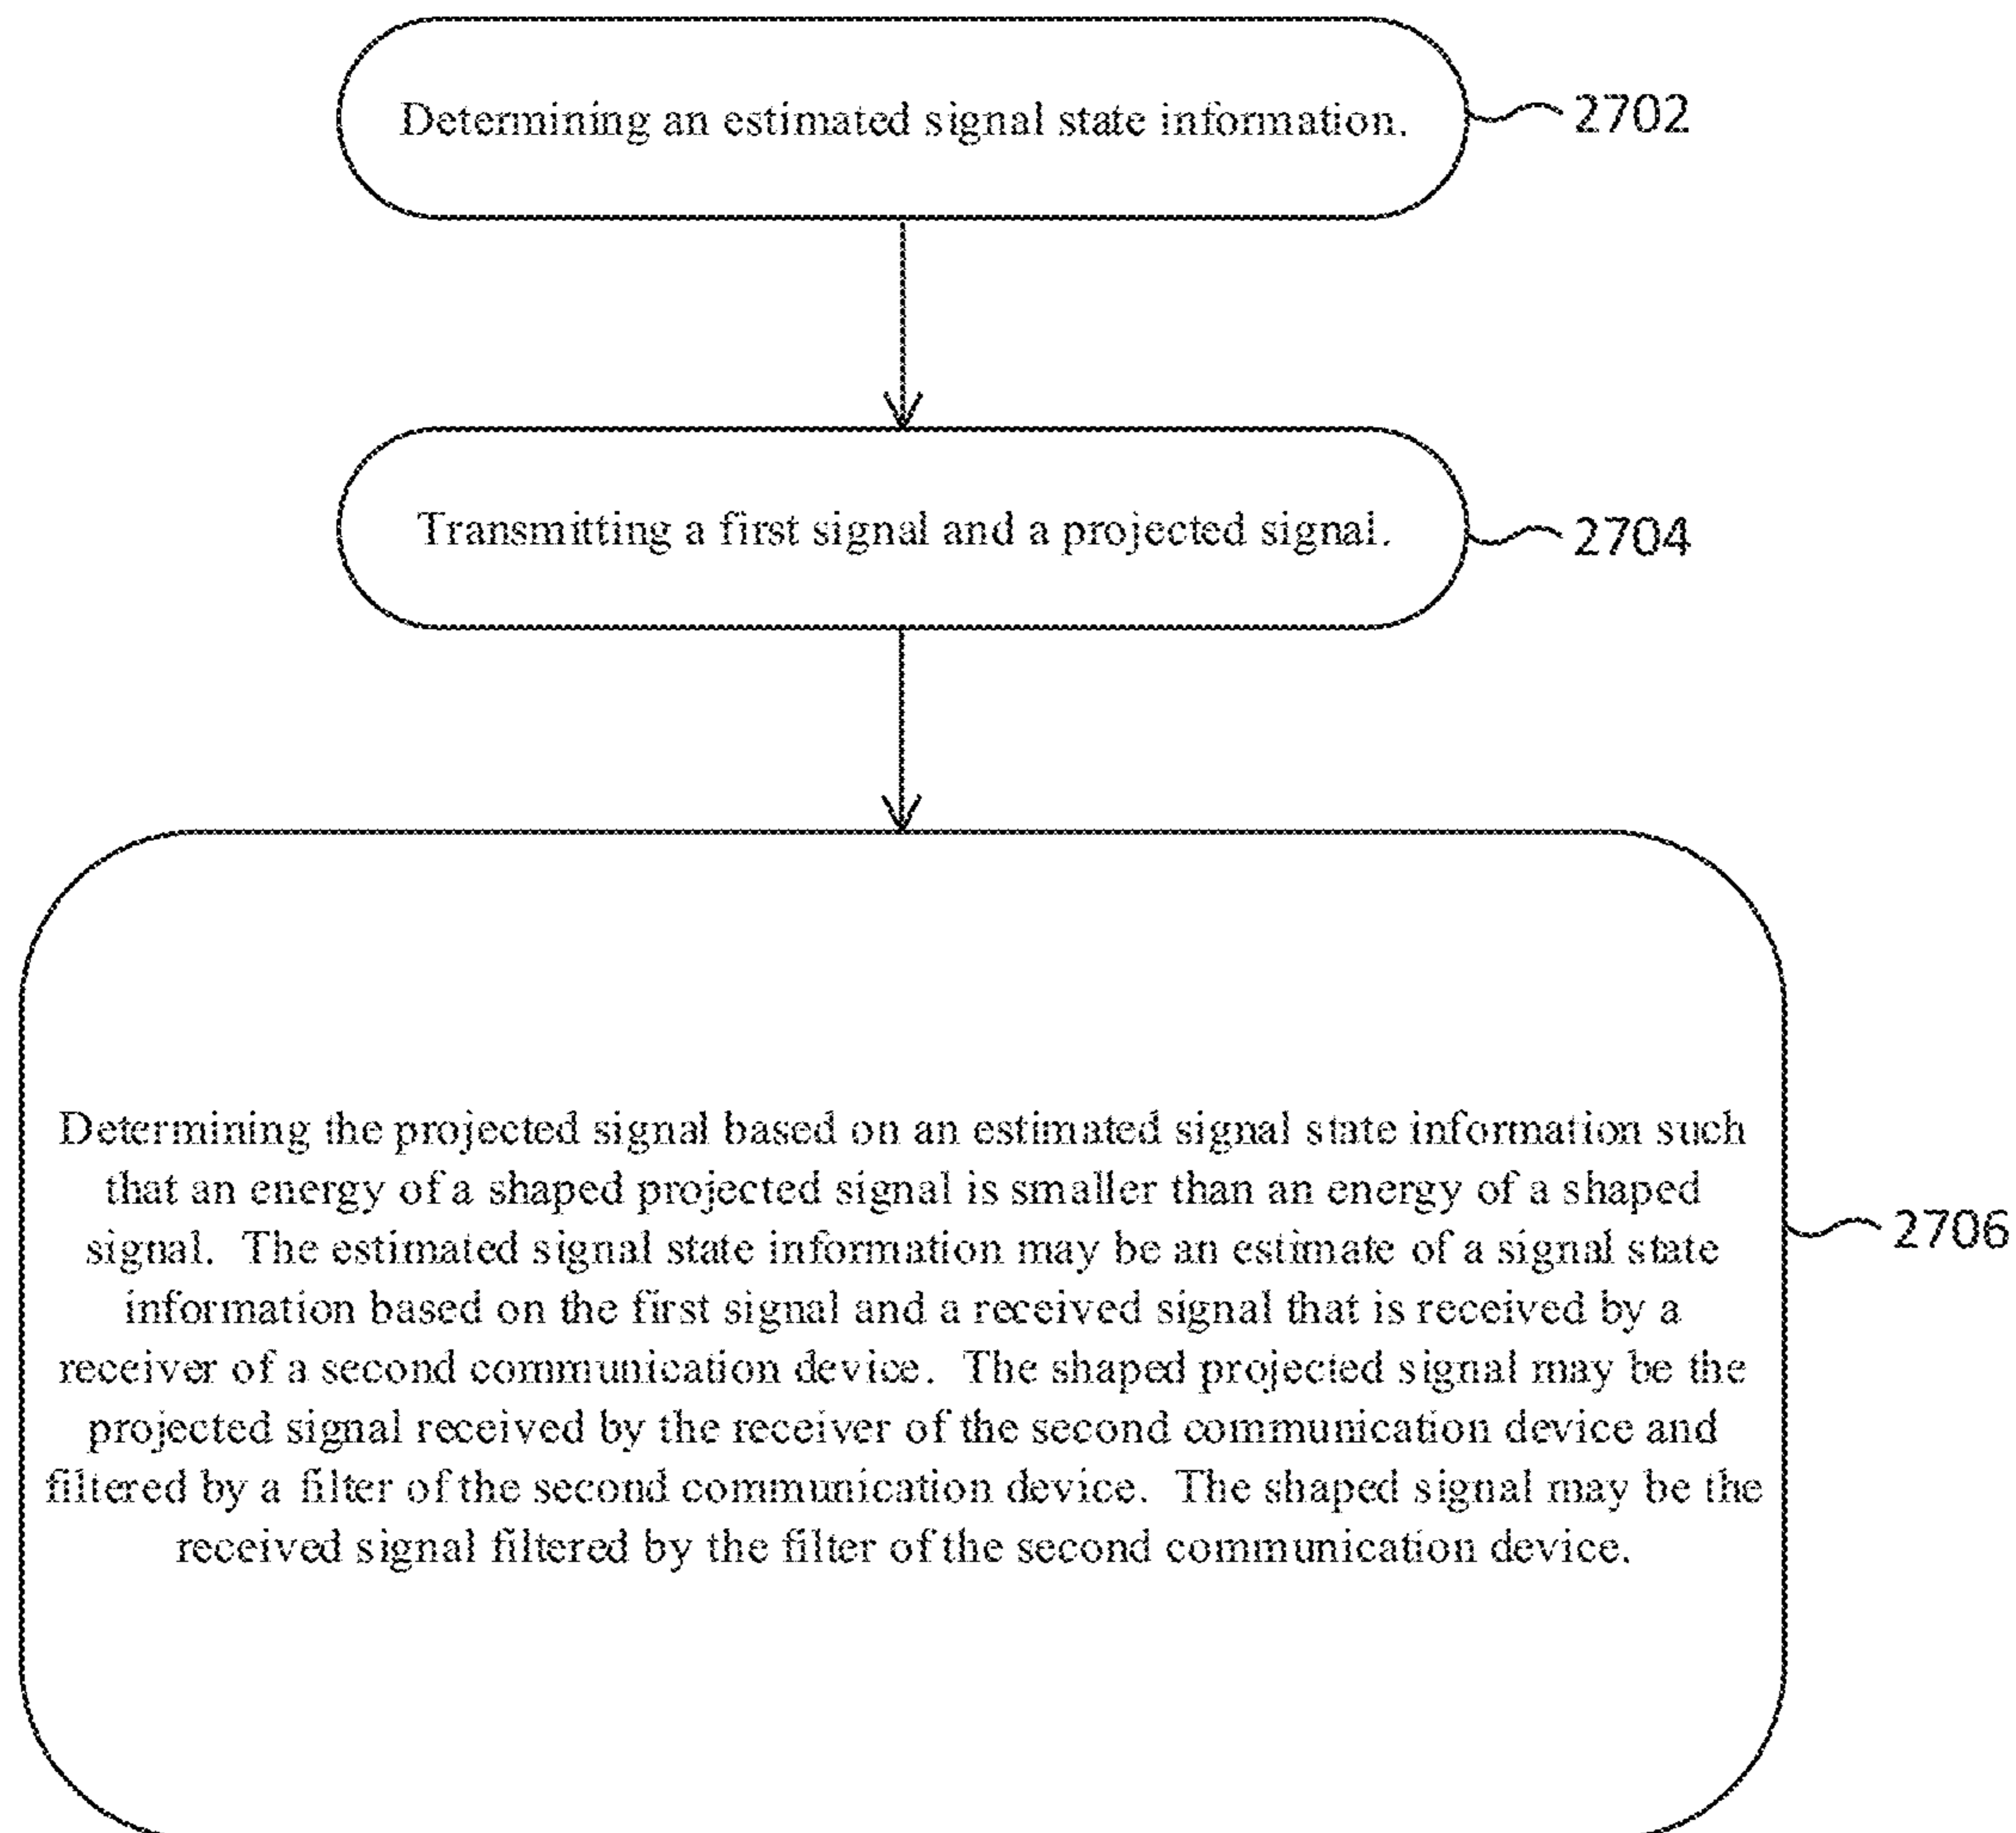 Determining an estimated signal state information.
2702
Transmitting a first signal and a projected signal.
2704
Determining the projected signal based on an estimated signal state information such
that an energy of a shaped projected signal is smaller than an energy of a shaped
signal. The estimated signal state information may be an estimate of a signal state
information based on the first signal and a received signal that is received by a
receiver of a second communication device. The shaped projected signal may be the
projected signal received by the receiver of the second communication device and
filtered by a filter of the second communication device. The shaped signal may be the
received signal filtered by the filter of the second communication device.
2706